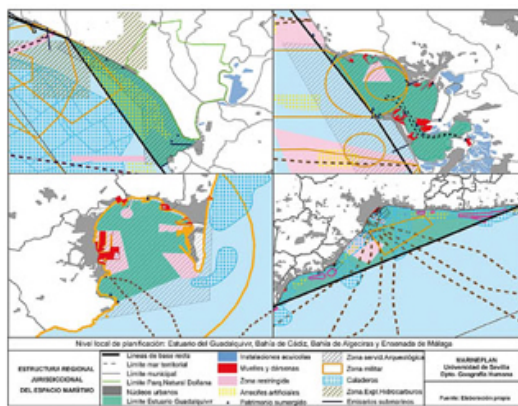 Nivel local de planificación: Estuario del Guadalquivir, Bahía de Cádiz, Bahía de Algeciras y Ensenada de Málaga
ESTRUCTURA REGIONAL
JURISDICCIONAL
DEL ESPACIO MARÍTIMO
Líneas de base recta
Límite mar territorial
Límite municipal
Límite Parq.Natural Doñana
Núcleos urbanos
Límite Estuario Guadalquivir
Instalaciones acuícolas
Muelles y dársenas
Zona restringida
Arrecifes artificiales
Patrimonio sumergido
Zona servid.Arqueológica
Zona militar
Caladeros
Zona Expl.Hidrocarburos
Emisarios submarinos
MARINEPLAN
Universidad de Sevilla
Dpto. Geografía Humana
Fuente: Elaboración propia